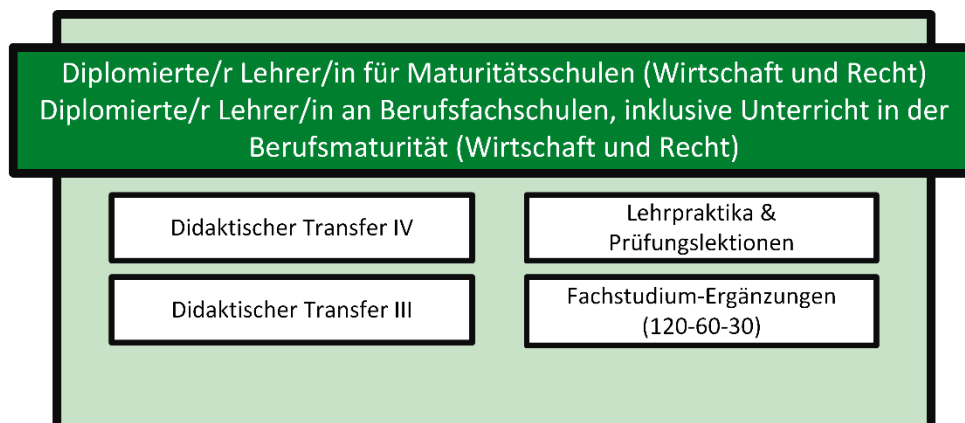 Diplomierte/r Lehrer/in für Maturitätsschulen (Wirtschaft und Recht)
Diplomierte/r Lehrer/in an Berufsfachschulen, inklusive Unterricht in der
Berufsmaturität (Wirtschaft und Recht)
Didaktischer Transfer IV
Lehrpraktika &
Prüfungslektionen
Didaktischer Transfer III
Fachstudium-Ergänzungen
(120-60-30)